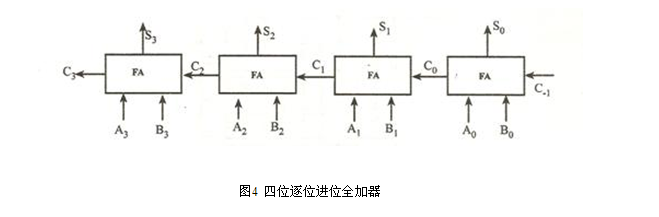 S3 S2 S1 S0
C3 FA C2 FA C1 FA C0 FA C-1
A3 B3 A2 B2 A1 B1 A0 B0
图4 四位逐位进位全加器